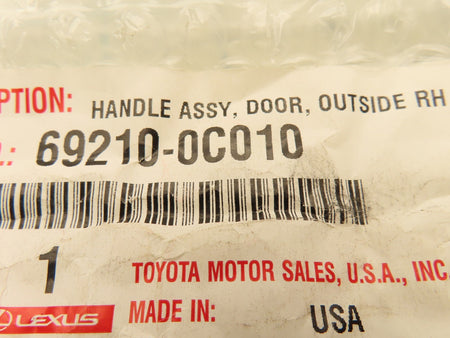 PTION: HANDLE ASSY, DOOR, OUTSIDE RH
.: 69210-0C010
1 TOYOTA MOTOR SALES, U.S.A., INC.
LEXUS MADE IN: USA